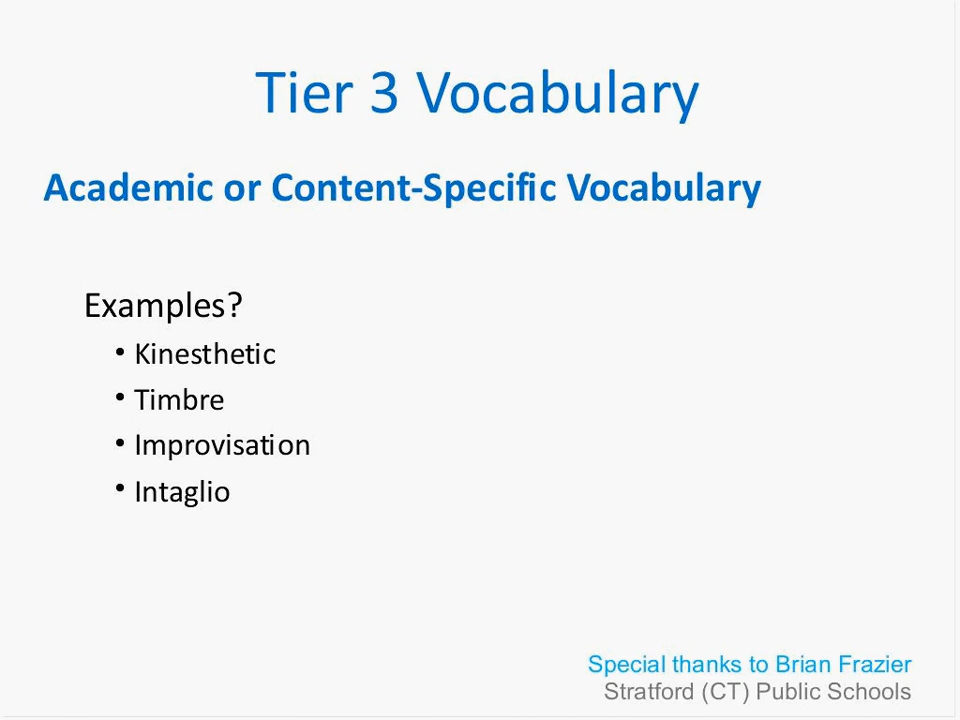 Tier 3 Vocabulary
Academic or Content-Specific Vocabulary
Examples?
• Kinesthetic
• Timbre
• Improvisation
• Intaglio
Special thanks to Brian Frazier
Stratford (CT) Public Schools